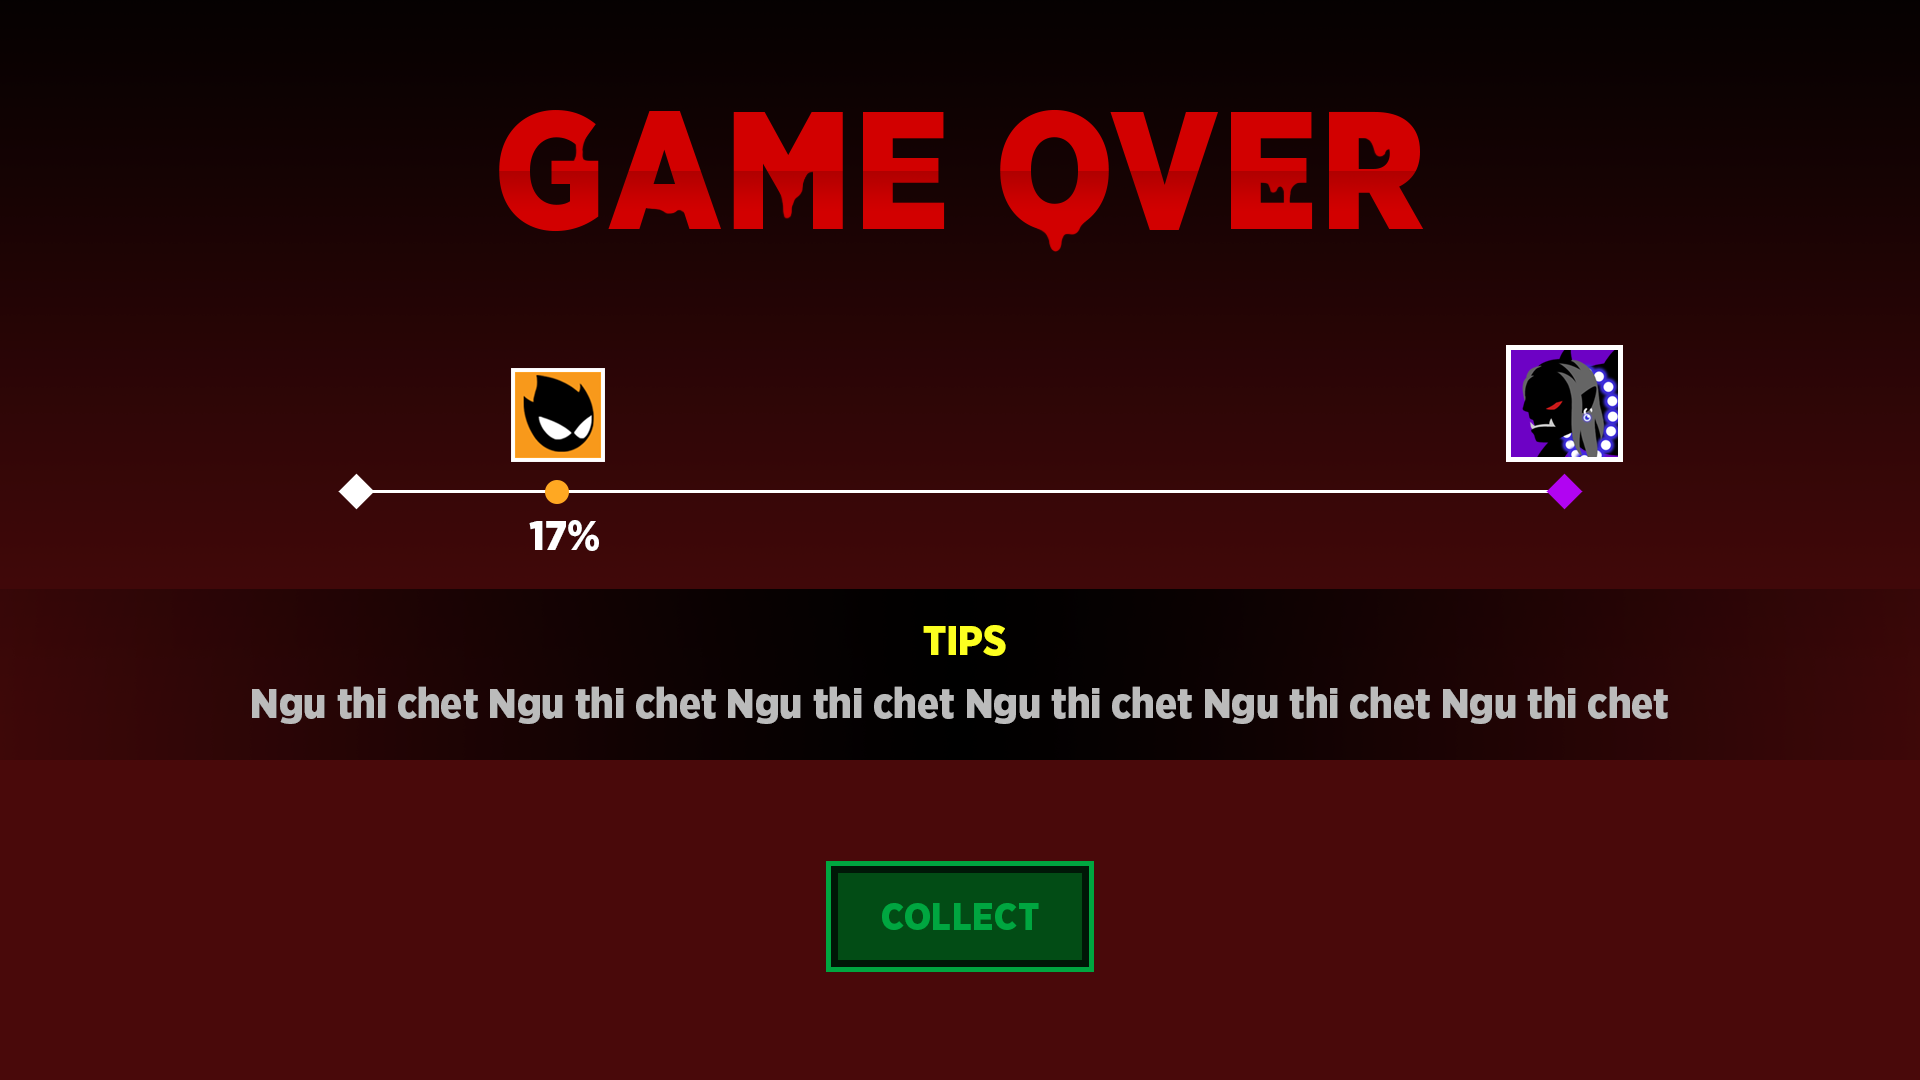 GAME OVER
17%
TIPS
Ngu thi chet Ngu thi chet Ngu thi chet Ngu thi chet Ngu thi chet Ngu thi chet
COLLECT